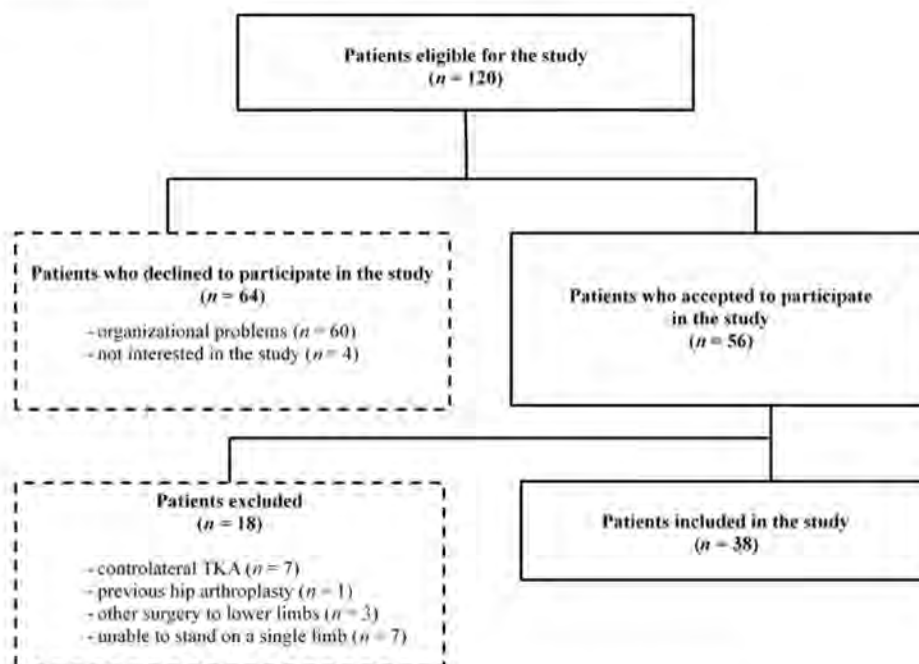 Patients eligible for the study
(n = 120)
Patients who declined to participate in the study
(n = 64)
- organizational problems (n = 60)
- not interested in the study (n = 4)
Patients who accepted to participate
in the study
(n = 56)
Patients excluded
(n = 18)
- controlateral TKA (n = 7)
- previous hip arthroplasty (n = 1)
- other surgery to lower limbs (n = 3)
- unable to stand on a single limb (n = 7)
Patients included in the study
(n = 38)